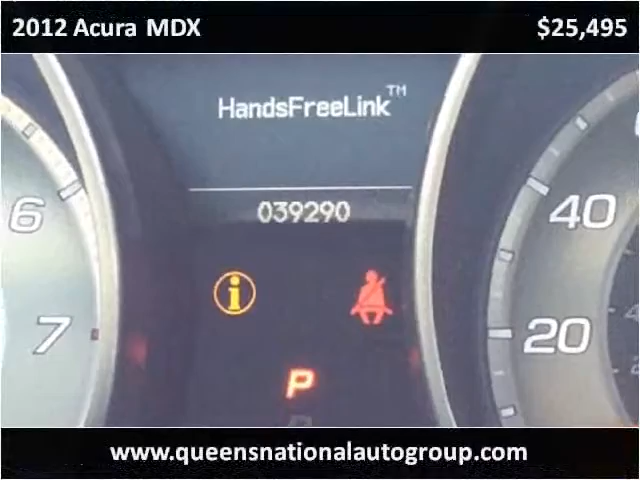 2012 Acura MDX $25,495
HandsFreeLink™
039290
6
40
i
7
20
P
www.queensnationalautogroup.com